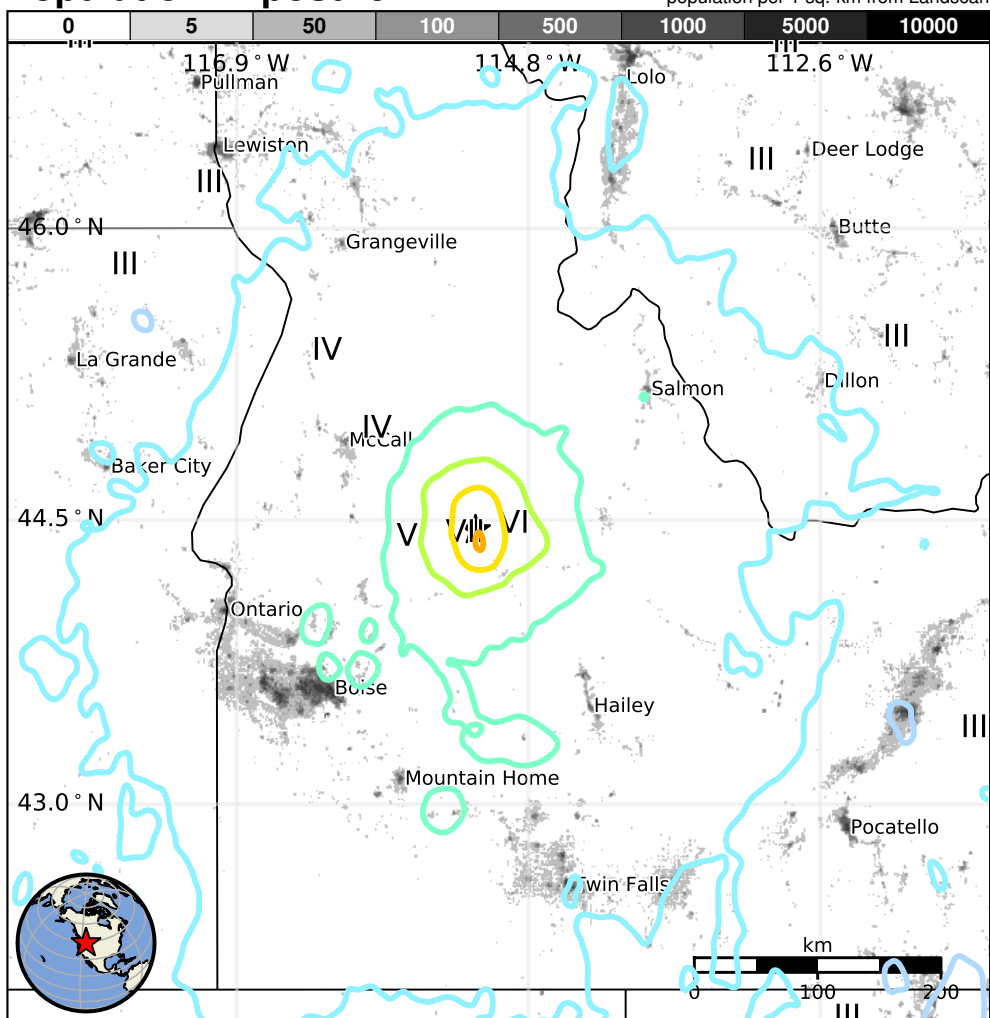 population per 1 sq. km from Landscan
0 5 50 100 500 1000 5000 10000
116.9°W 114.8°W 112.6°W
III III
Lolo
Pullman
Lewiston
Deer Lodge
III
III
46.0°N
Butte
Grangeville
III
III
IV
La Grande
Dillon
Salmon
IV
McCall
Baker City
44.5°N
V
VI
Ontario
Boise
Hailey
III
Mountain Home
43.0°N
Pocatello
Twin Falls
km
0 100 200
III